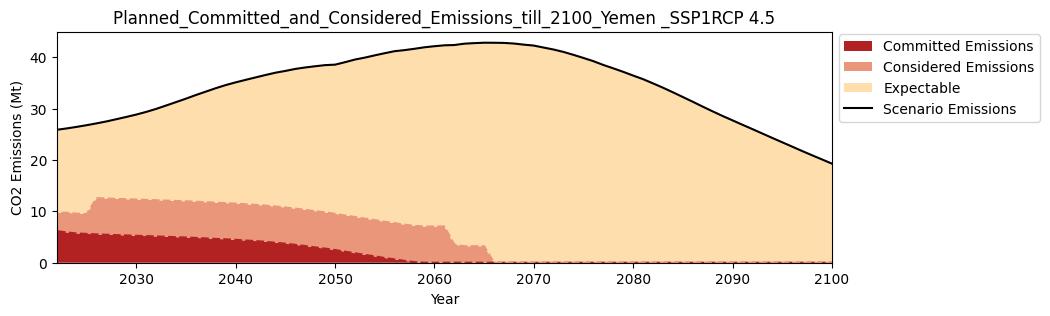 Planned_Committed_and_Considered_Emissions_till_2100_Yemen _SSP1RCP 4.5
Committed Emissions
Considered Emissions
Expectable
Scenario Emissions
CO2 Emissions (Mt)
40
30
20
10
0
2030 2040 2050 2060 2070 2080 2090 2100
Year